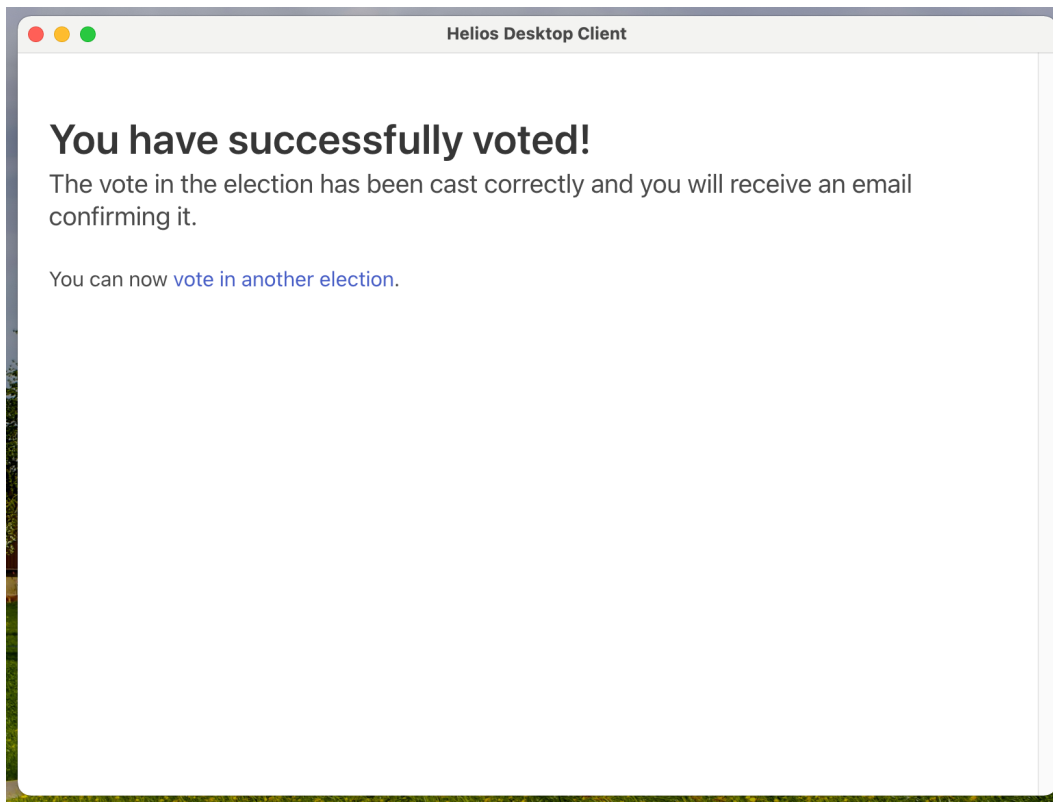 Helios Desktop Client
You have successfully voted!
The vote in the election has been cast correctly and you will receive an email
confirming it.
You can now vote in another election.